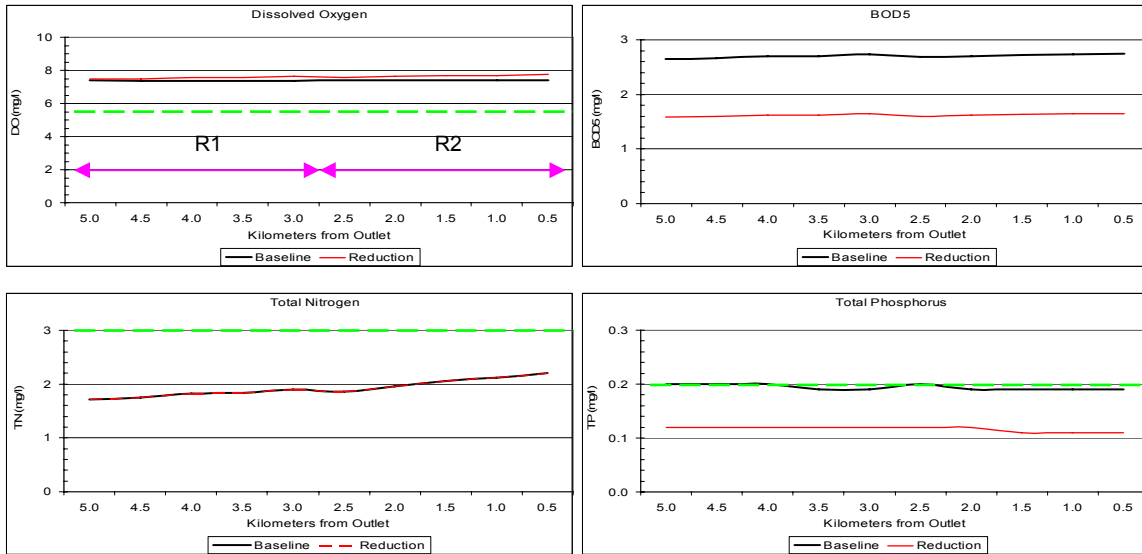 Dissolved Oxygen
10
8
6
4
2
0
DO(mg/l)
R1
R2
5.0 4.5 4.0 3.5 3.0 2.5 2.0 1.5 1.0 0.5
Kilometers from Outlet
Baseline Reduction
BOD5
3
2
1
0
BOD5(mg/l)
5.0 4.5 4.0 3.5 3.0 2.5 2.0 1.5 1.0 0.5
Kilometers from Outlet
Baseline Reduction
Total Nitrogen
3
2
1
0
TN(mg/l)
5.0 4.5 4.0 3.5 3.0 2.5 2.0 1.5 1.0 0.5
Kilometers from Outlet
Baseline Reduction
Total Phosphorus
0.3
0.2
0.1
0.0
TP(mg/l)
5.0 4.5 4.0 3.5 3.0 2.5 2.0 1.5 1.0 0.5
Kilometers from Outlet
Baseline Reduction